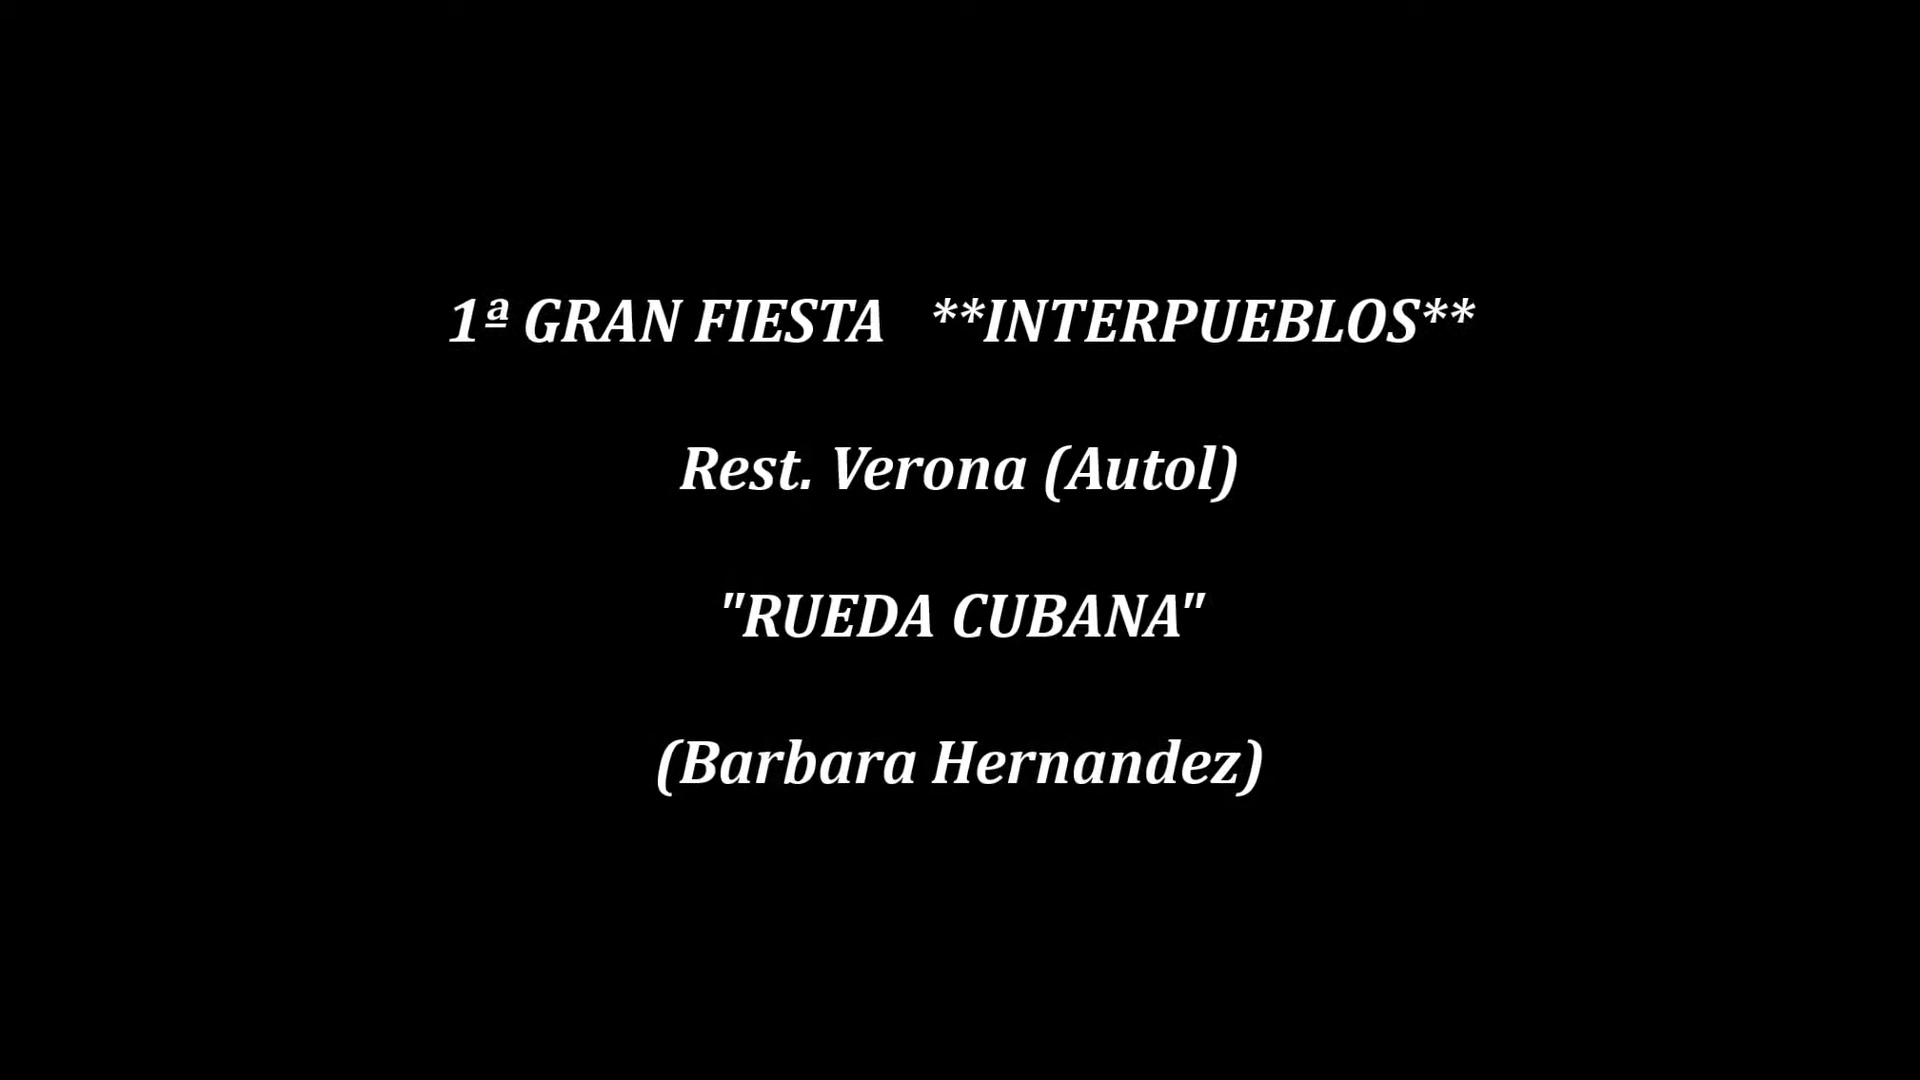 1ª GRAN FIESTA   **INTERPUEBLOS**
Rest. Verona (Autol)
"RUEDA CUBANA"
(Barbara Hernandez)